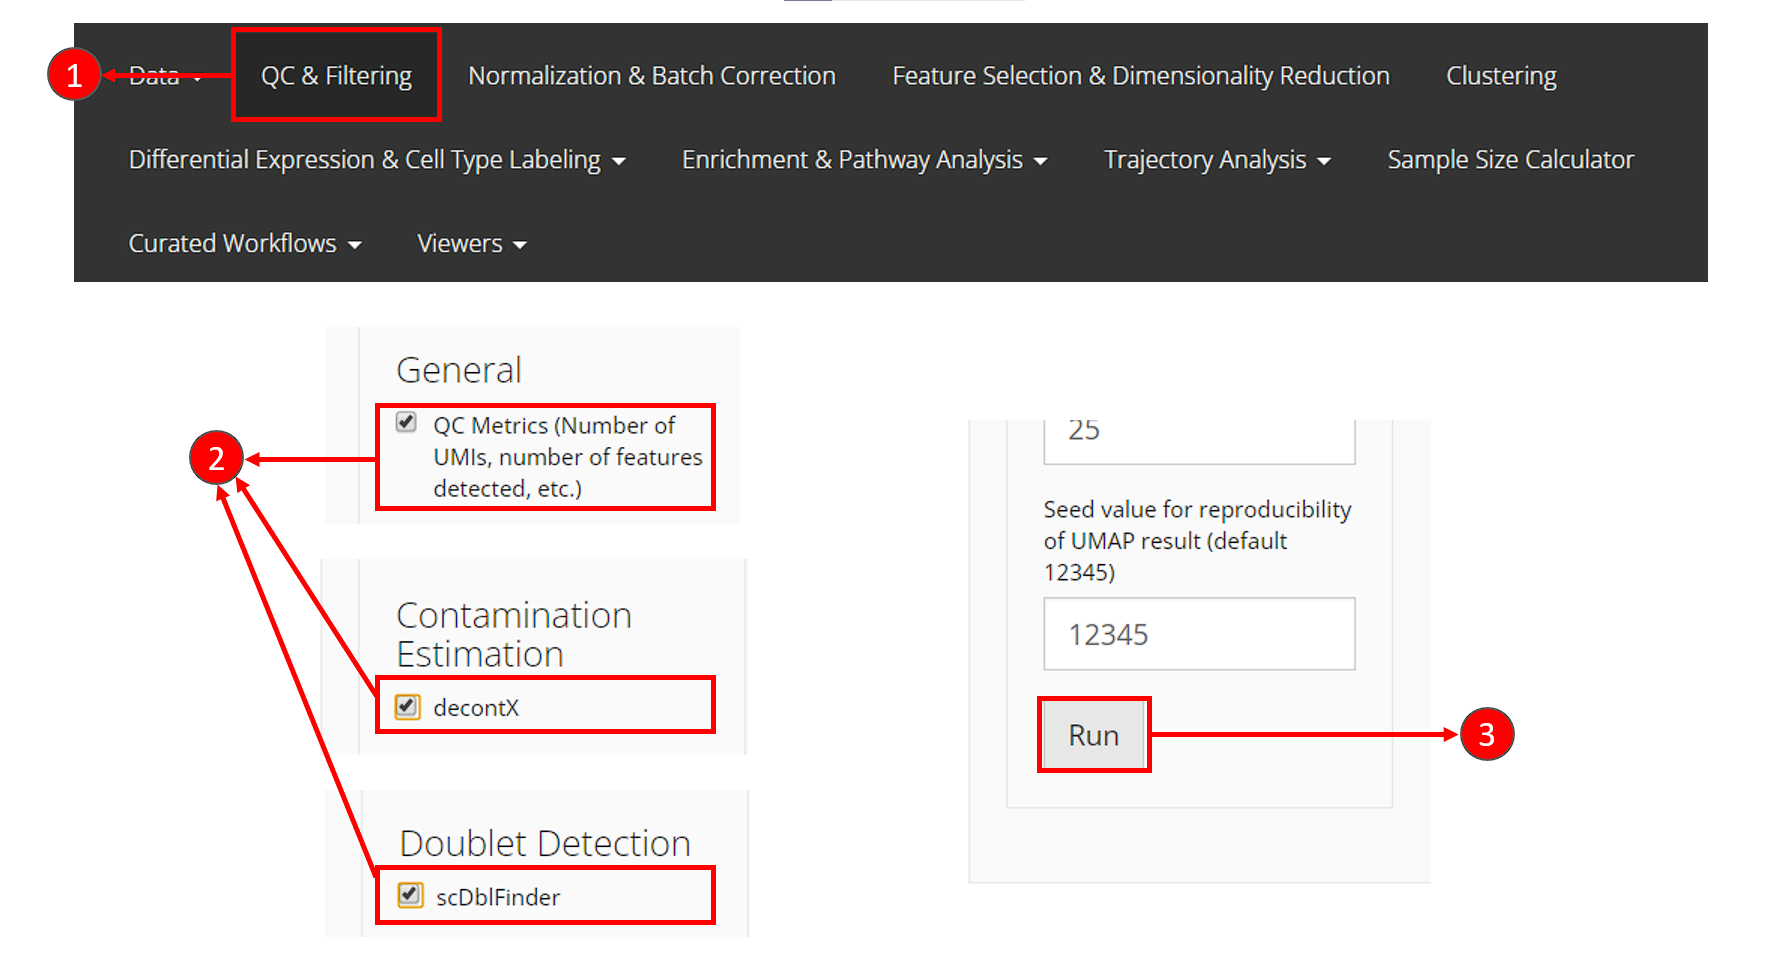 1
Data QC & Filtering Normalization & Batch Correction Feature Selection & Dimensionality Reduction Clustering
Differential Expression & Cell Type Labeling Enrichment & Pathway Analysis Trajectory Analysis Sample Size Calculator
Curated Workflows Viewers
General
QC Metrics (Number of
UMIs, number of features
detected, etc.)
2
Contamination
Estimation
decontX
Doublet Detection
scDblFinder
25
Seed value for reproducibility
of UMAP result (default
12345)
12345
Run
3